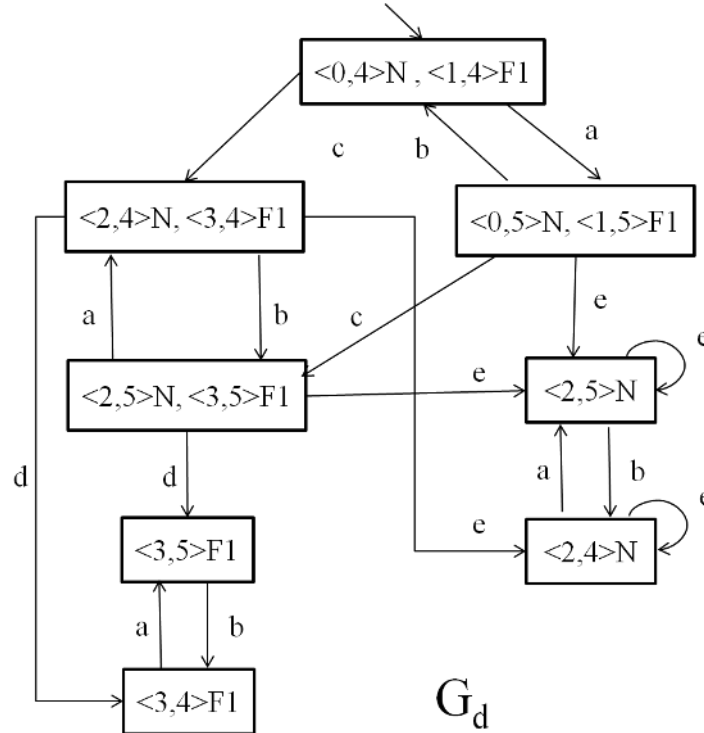 <0,4>N , <1,4>F1
a
c
b
<2,4>N, <3,4>F1
<0,5>N, <1,5>F1
a
b
c
e
e
<2,5>N, <3,5>F1
e
<2,5>N
d
d
a
b
e
e
<3,5>F1
<2,4>N
a
b
<3,4>F1
Gd